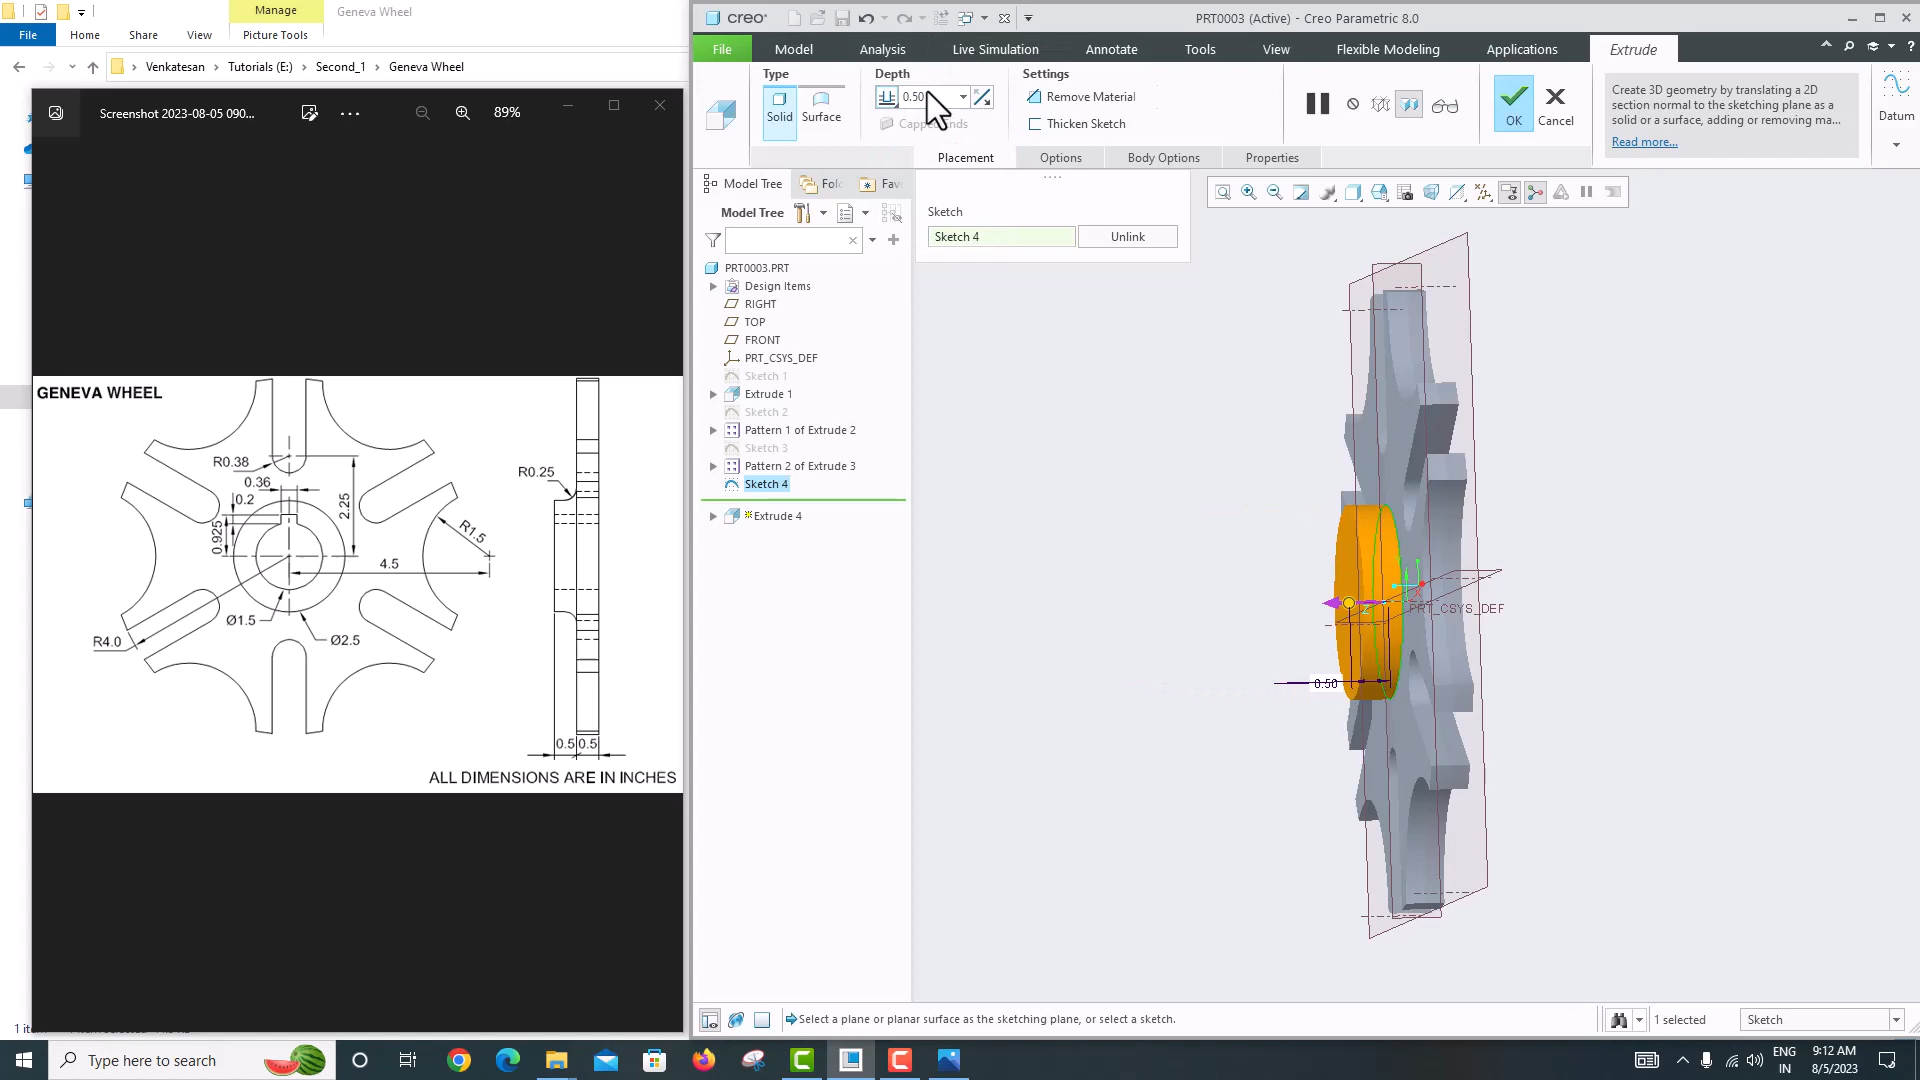 Manage
Geneva Wheel
File
Home
Share
View
Picture Tools
Venkatesan
Tutorials (E:)
Second_1
Geneva Wheel
Screenshot 2023-08-05 090...
89%
GENEVA WHEEL
R0.38
0.36
0.2
0.925
2.25
R1.5
4.5
Ø1.5
Ø2.5
R4.0
R0.25
0.5
0.5
ALL DIMENSIONS ARE IN INCHES
creo
PRT0003 (Active) - Creo Parametric 8.0
File
Model
Analysis
Live Simulation
Annotate
Tools
View
Flexible Modeling
Applications
Extrude
Type
Depth
Settings
Solid
Surface
0.50
Remove Material
Thicken Sketch
OK
Cancel
Create 3D geometry by translating a 2D
section normal to the sketching plane as a
solid or a surface, adding or removing ma...
Read more...
Datum
Placement
Options
Body Options
Properties
Model Tree
Fol
Fav
Model Tree
Sketch
Sketch 4
Unlink
PRT0003.PRT
Design Items
RIGHT
TOP
FRONT
PRT_CSYS_DEF
Sketch 1
Extrude 1
Sketch 2
Pattern 1 of Extrude 2
Sketch 3
Pattern 2 of Extrude 3
Sketch 4
Extrude 4
PRT_CSYS_DEF
0.50
Select a plane or planar surface as the sketching plane, or select a sketch.
1 selected
Sketch
Type here to search
ENG
IN
9:12 AM
8/5/2023